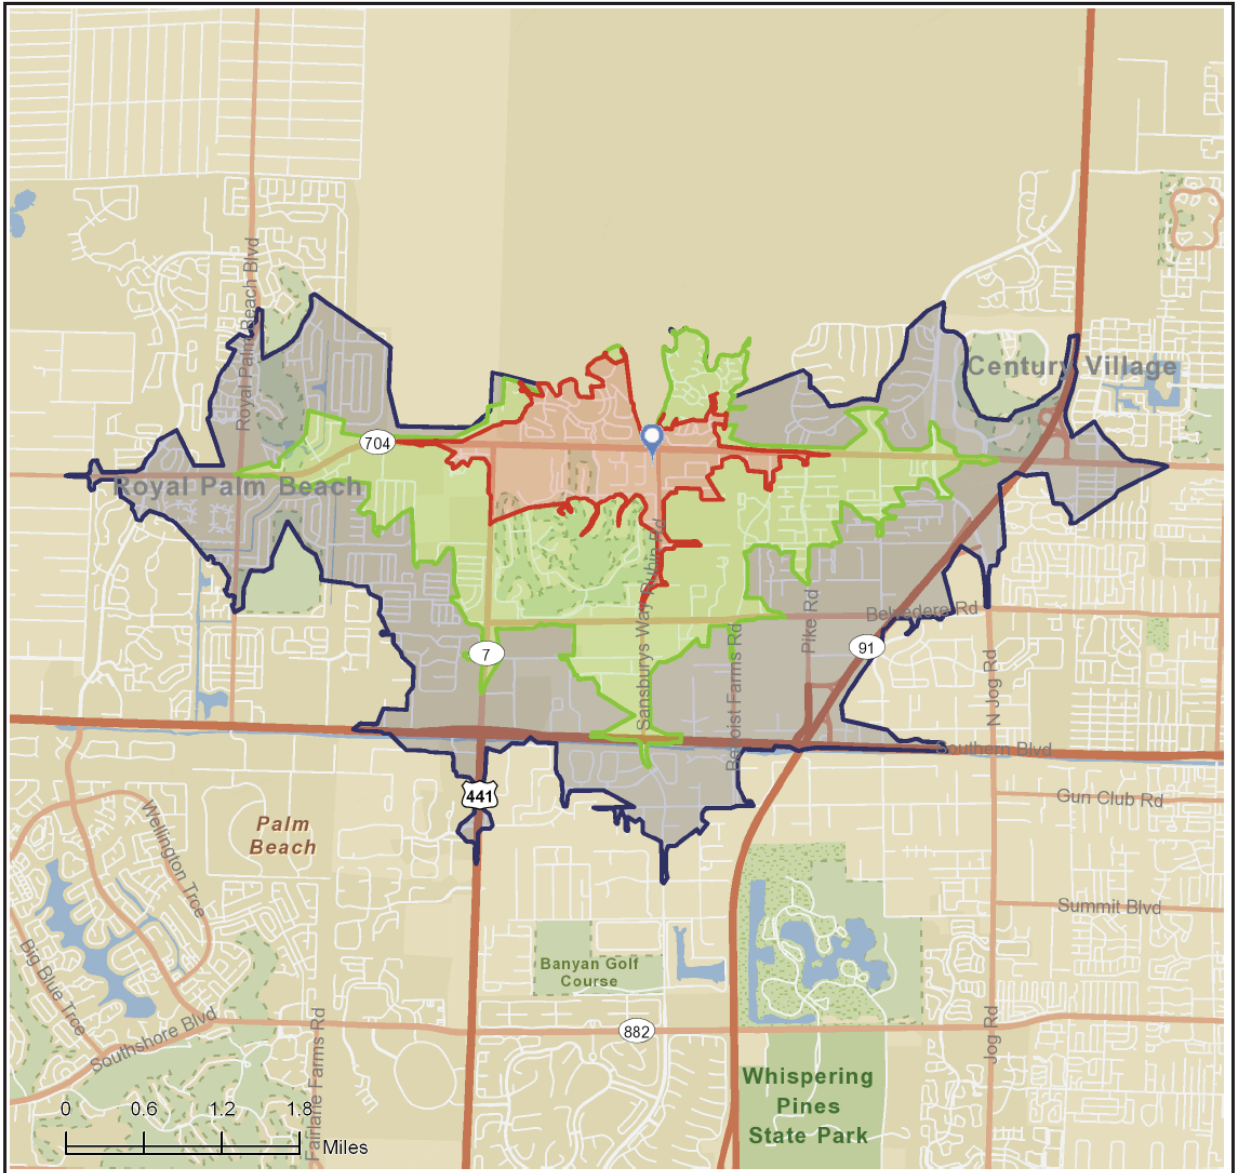 Royal Palm Beach Blvd
Century Village
704
Royal Palm Beach
Sansburys Way
Rubin Rd
Pike Rd
Belvedere Rd
7
91
Benoist Farms Rd
N Jog Rd
Southern Blvd
441
Gun Club Rd
Wellington Trce
Palm
Beach
Summit Blvd
Big Blue Trce
Banyan Golf
Course
Southshore Blvd
Fairlane Farms Rd
882
Jog Rd
Whispering
Pines
State Park
0 0.6 1.2 1.8
Miles